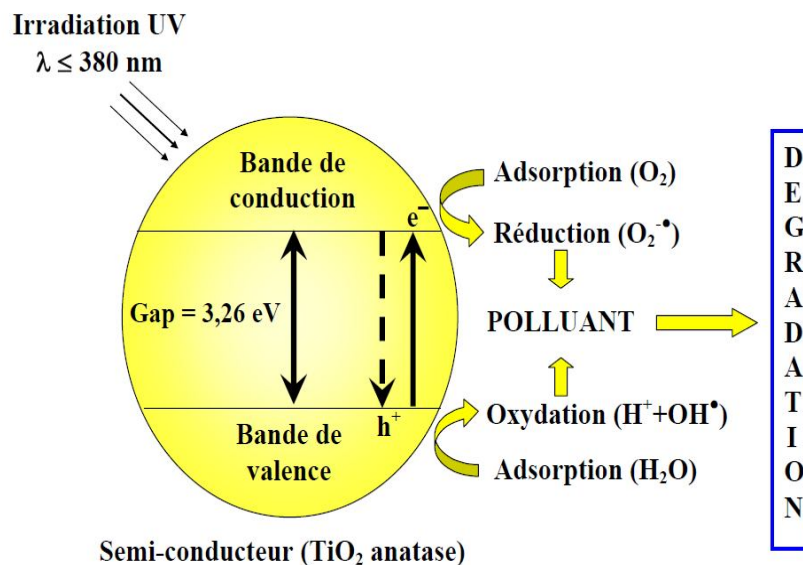 Irradiation UV
λ ≤ 380 nm
Bande de
conduction
e⁻
Gap = 3,26 eV
h⁺
Bande de
valence
Adsorption (O₂)
Réduction (O₂⁻•)
POLLUANT
Oxydation (H⁺+OH•)
Adsorption (H₂O)
D
E
G
R
A
D
A
T
I
O
N
Semi-conducteur (TiO₂ anatase)